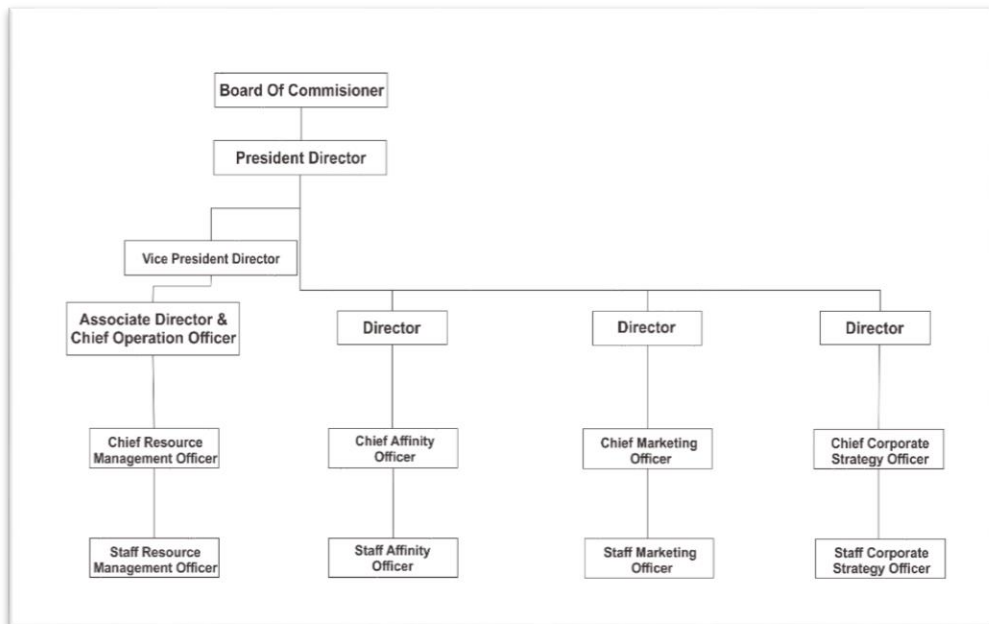 Board Of Commisioner
President Director
Vice President Director
Associate Director &
Chief Operation Officer
Director
Director
Director
Chief Resource
Management Officer
Chief Affinity
Officer
Chief Marketing
Officer
Chief Corporate
Strategy Officer
Staff Resource
Management Officer
Staff Affinity
Officer
Staff Marketing
Officer
Staff Corporate
Strategy Officer